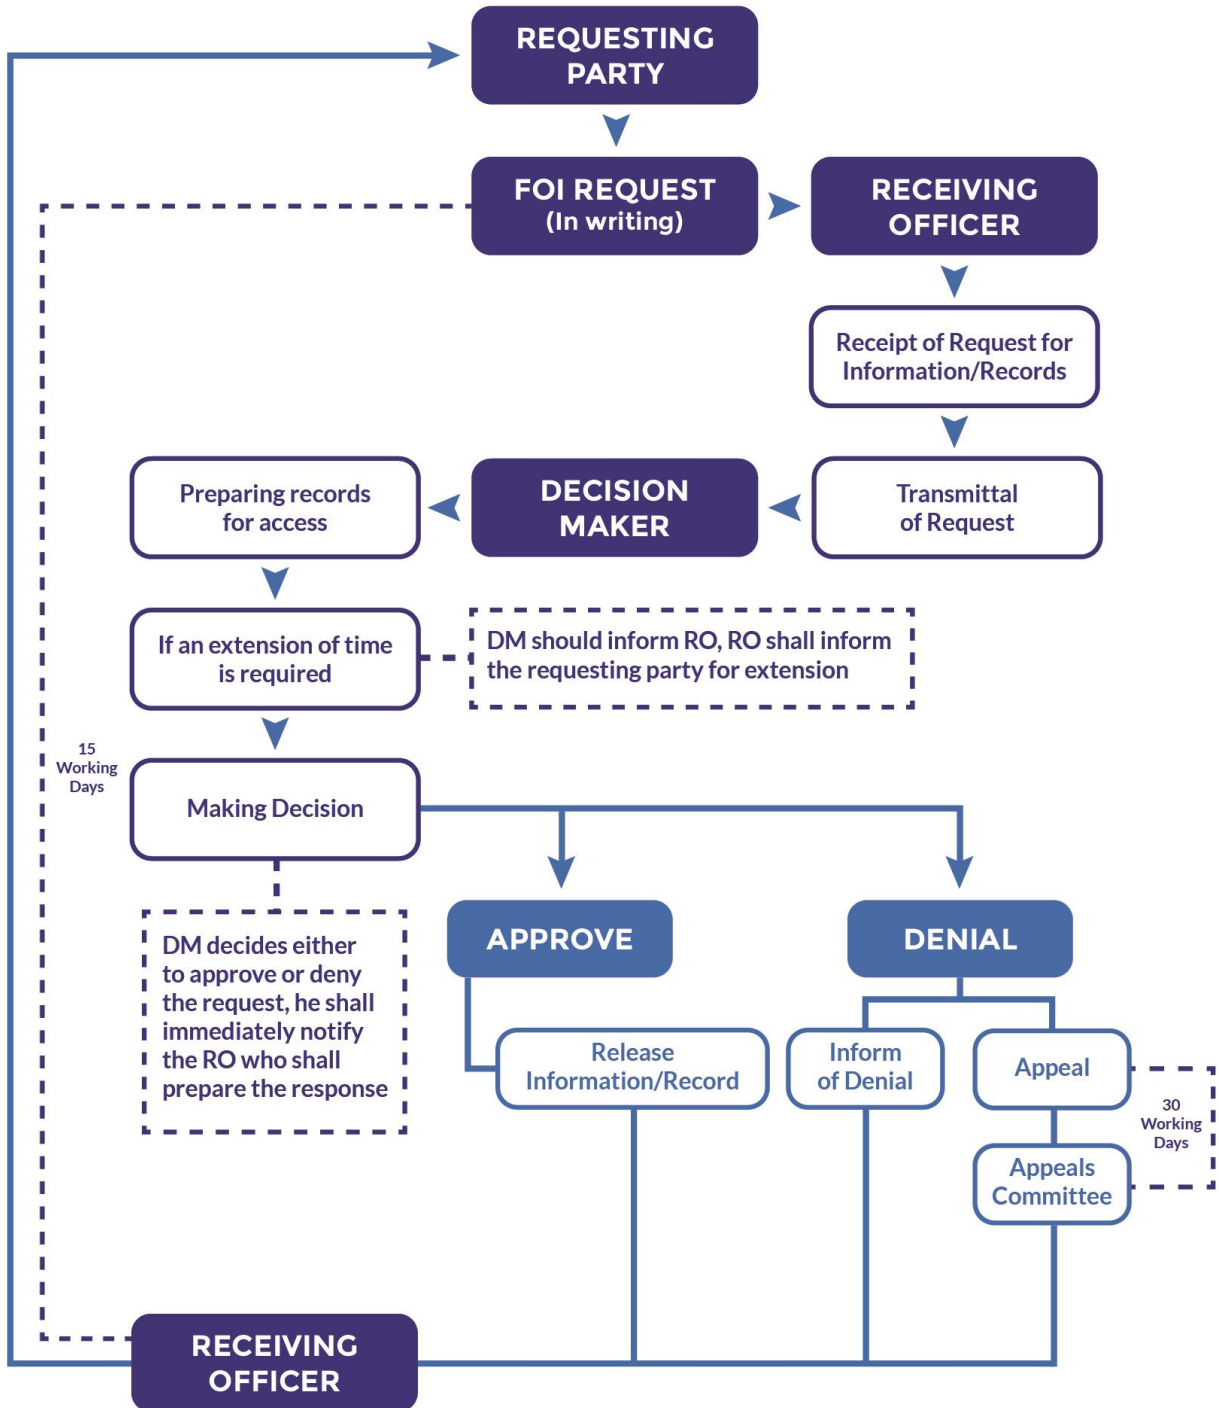 REQUESTING
PARTY
FOI REQUEST
(In writing)
RECEIVING
OFFICER
Receipt of Request for
Information/Records
Transmittal
of Request
DECISION
MAKER
Preparing records
for access
If an extension of time
is required
DM should inform RO, RO shall inform
the requesting party for extension
15
Working
Days
Making Decision
DM decides either
to approve or deny
the request, he shall
immediately notify
the RO who shall
prepare the response
APPROVE
DENIAL
Release
Information/Record
Inform
of Denial
Appeal
30
Working
Days
Appeals
Committee
RECEIVING
OFFICER